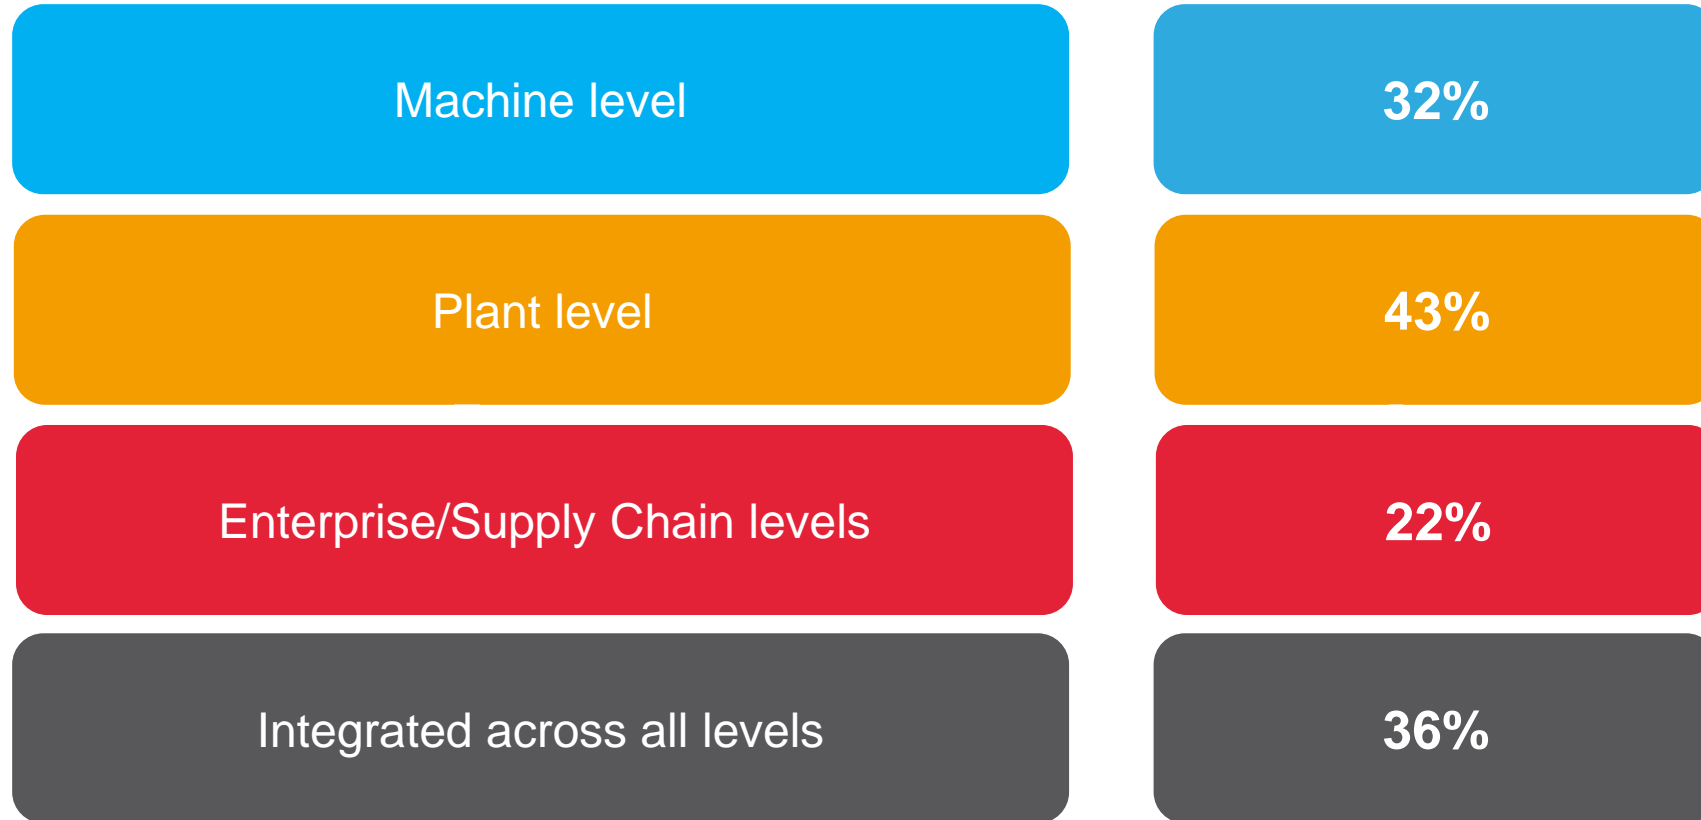 Machine level 32%
Plant level 43%
Enterprise/Supply Chain levels 22%
Integrated across all levels 36%